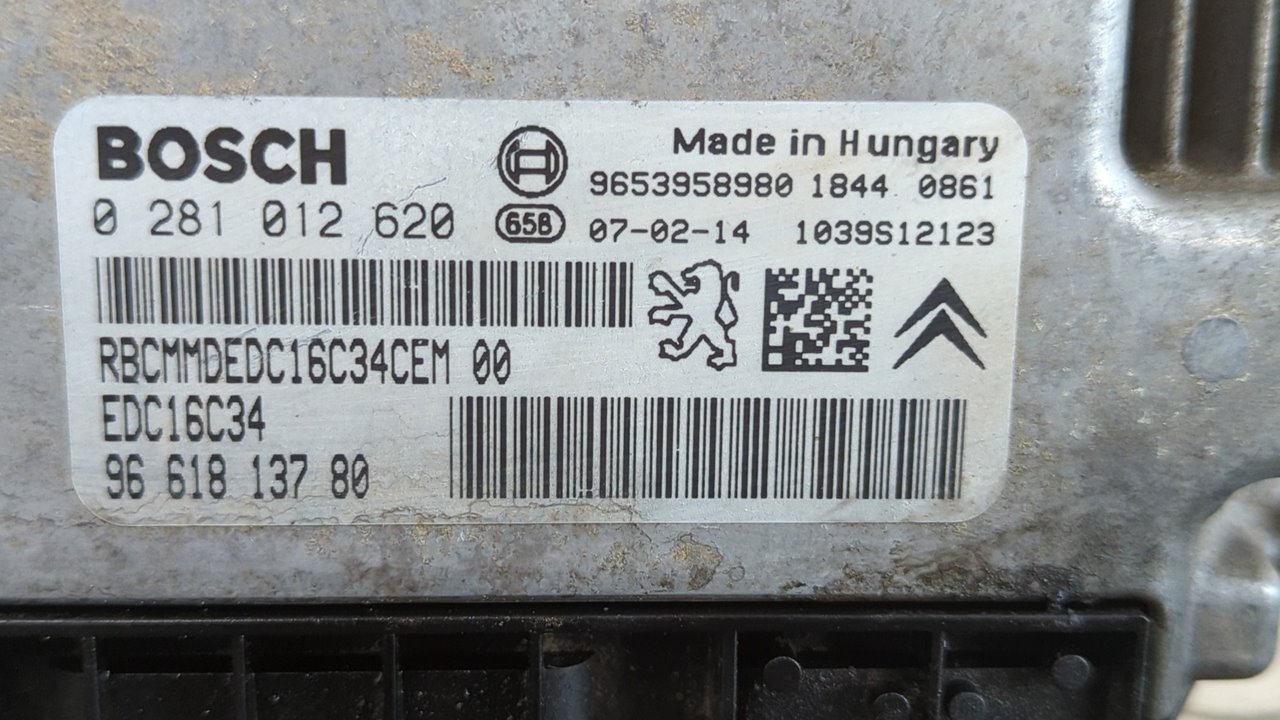 BOSCH
Made in Hungary
9653958980 1844 0861
0 281 012 620
658
07-02-14 1039S12123
RBCMMDEDC16C34CEM 00
EDC16C34
96 618 137 80